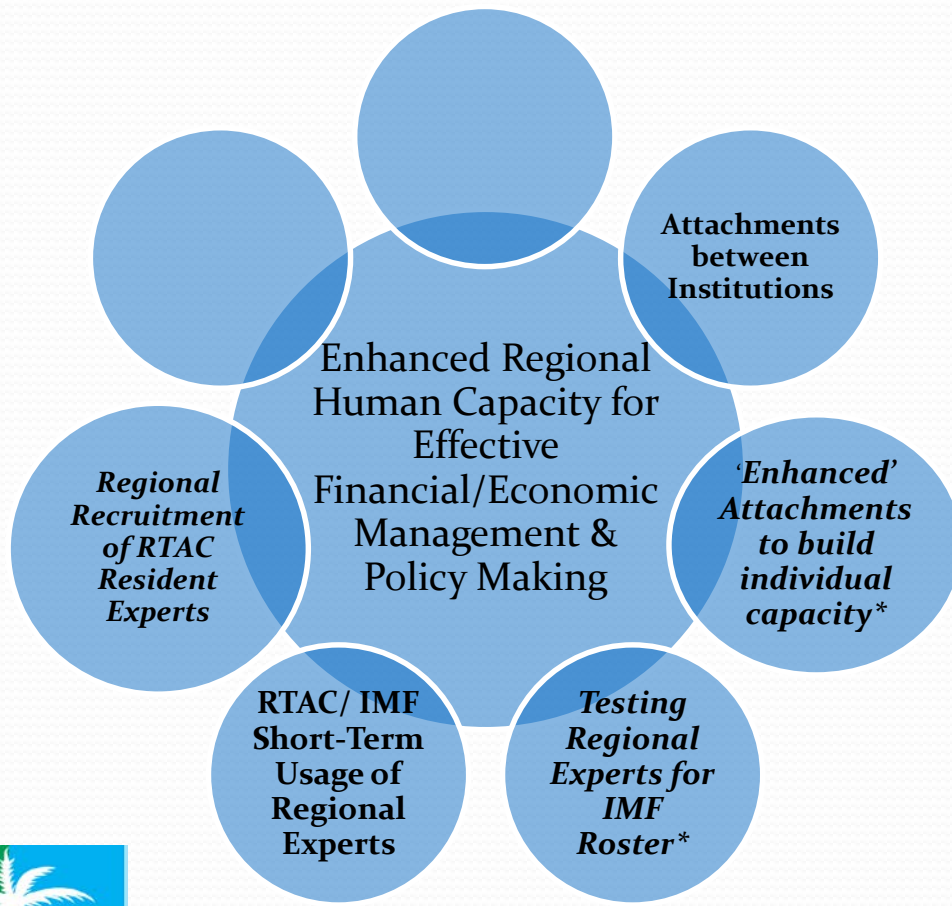 Attachments
between
Institutions
Enhanced Regional
Human Capacity for
Effective
Financial/Economic
Management &
Policy Making
‘Enhanced’
Attachments
to build
individual
capacity*
Regional
Recruitment
of RTAC
Resident
Experts
RTAC/ IMF
Short-Term
Usage of
Regional
Experts
Testing
Regional
Experts for
IMF
Roster*